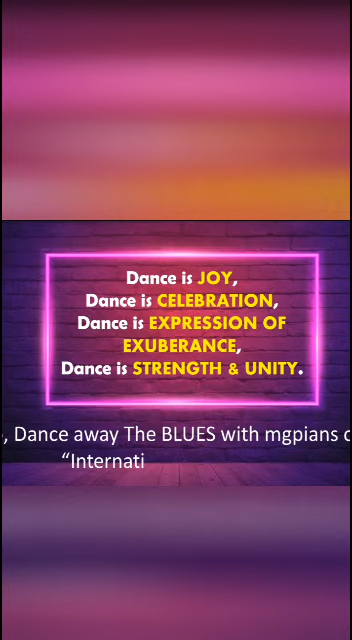 Dance is JOY,
Dance is CELEBRATION,
Dance is EXPRESSION OF
EXUBERANCE,
Dance is STRENGTH & UNITY.
, Dance away The BLUES with mgpians
“Internati